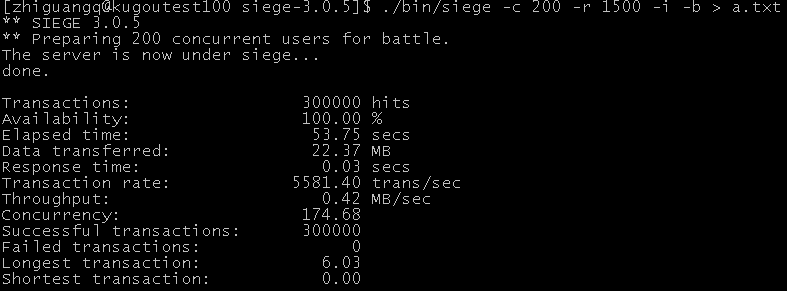 [zhiguangq@kugoutest100 siege-3.0.5]$ ./bin/siege -c 200 -r 1500 -i -b > a.txt
** SIEGE 3.0.5
** Preparing 200 concurrent users for battle.
The server is now under siege...
done.
Transactions: 300000 hits
Availability: 100.00 %
Elapsed time: 53.75 secs
Data transferred: 22.37 MB
Response time: 0.03 secs
Transaction rate: 5581.40 trans/sec
Throughput: 0.42 MB/sec
Concurrency: 174.68
Successful transactions: 300000
Failed transactions: 0
Longest transaction: 6.03
Shortest transaction: 0.00